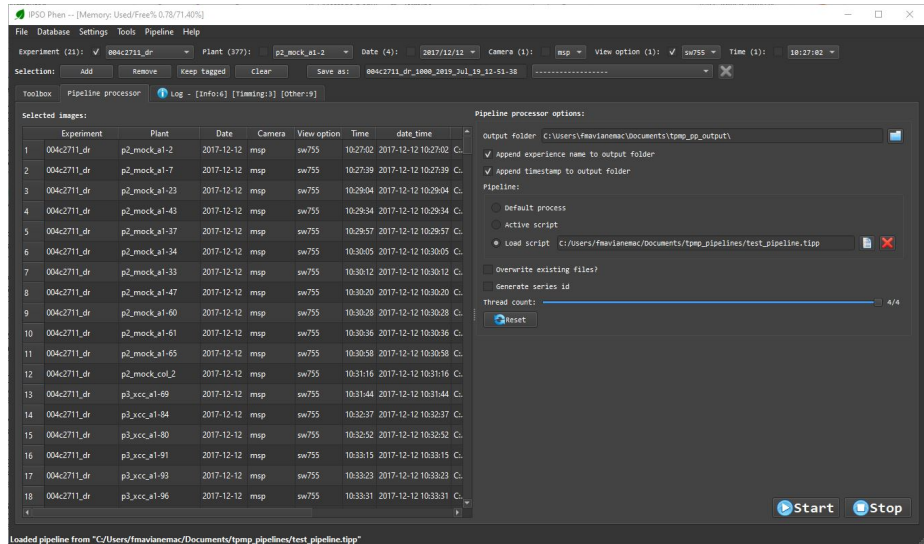 IPSO Phen -- [Memory: Used/Free% 0.78/71.40%]
File Database Settings Tools Pipeline Help
Experiment (21): 004c2711_dr Plant (377): p2_mock_a1-2 Date (4): 2017/12/12 Camera (1): msp View option (1): sw755 Time (1): 10:27:02
Selection: Add Remove Keep tagged Clear Save as: 004c2711_dr_1000_2019_Jul_19_12-51-38 ------------------
Toolbox Pipeline processor Log - [Info:6] [Timming:3] [Other:9]
Selected images:
Experiment Plant Date Camera View option Time date_time
1 004c2711_dr p2_mock_a1-2 2017-12-12 msp sw755 10:27:02 2017-12-12 10:27:02 C:.
2 004c2711_dr p2_mock_a1-7 2017-12-12 msp sw755 10:27:39 2017-12-12 10:27:39 C:.
3 004c2711_dr p2_mock_a1-23 2017-12-12 msp sw755 10:29:04 2017-12-12 10:29:04 C:.
4 004c2711_dr p2_mock_a1-43 2017-12-12 msp sw755 10:29:34 2017-12-12 10:29:34 C:.
5 004c2711_dr p2_mock_a1-37 2017-12-12 msp sw755 10:29:57 2017-12-12 10:29:57 C:.
6 004c2711_dr p2_mock_a1-34 2017-12-12 msp sw755 10:30:05 2017-12-12 10:30:05 C:.
7 004c2711_dr p2_mock_a1-33 2017-12-12 msp sw755 10:30:12 2017-12-12 10:30:12 C:.
8 004c2711_dr p2_mock_a1-47 2017-12-12 msp sw755 10:30:20 2017-12-12 10:30:20 C:.
9 004c2711_dr p2_mock_a1-60 2017-12-12 msp sw755 10:30:28 2017-12-12 10:30:28 C:.
10 004c2711_dr p2_mock_a1-61 2017-12-12 msp sw755 10:30:36 2017-12-12 10:30:36 C:.
11 004c2711_dr p2_mock_a1-65 2017-12-12 msp sw755 10:30:58 2017-12-12 10:30:58 C:.
12 004c2711_dr p2_mock_col_2 2017-12-12 msp sw755 10:31:16 2017-12-12 10:31:16 C:.
13 004c2711_dr p3_xcc_a1-69 2017-12-12 msp sw755 10:31:44 2017-12-12 10:31:44 C:.
14 004c2711_dr p3_xcc_a1-84 2017-12-12 msp sw755 10:32:37 2017-12-12 10:32:37 C:.
15 004c2711_dr p3_xcc_a1-80 2017-12-12 msp sw755 10:32:52 2017-12-12 10:32:52 C:.
16 004c2711_dr p3_xcc_a1-91 2017-12-12 msp sw755 10:33:15 2017-12-12 10:33:15 C:.
17 004c2711_dr p3_xcc_a1-93 2017-12-12 msp sw755 10:33:23 2017-12-12 10:33:23 C:.
18 004c2711_dr p3_xcc_a1-96 2017-12-12 msp sw755 10:33:31 2017-12-12 10:33:31 C:.
Pipeline processor options:
Output folder C:\Users\fmavianemac\Documents\tpmp_pp_output\
Append experience name to output folder
Append timestamp to output folder
Pipeline:
Default process
Active script
Load script C:/Users/fmavianemac/Documents/tpmp_pipelines/test_pipeline.tipp
Overwrite existing files?
Generate series id
Thread count: 4/4
Reset
Start Stop
Loaded pipeline from "C:/Users/fmavianemac/Documents/tpmp_pipelines/test_pipeline.tipp"